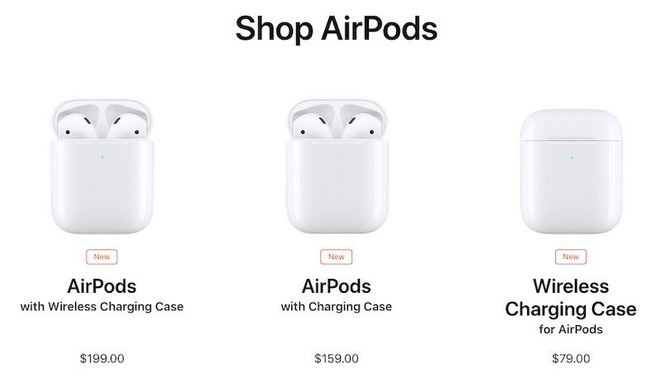 Shop AirPods
New
AirPods
with Wireless Charging Case
$199.00
New
AirPods
with Charging Case
$159.00
New
Wireless
Charging Case
for AirPods
$79.00